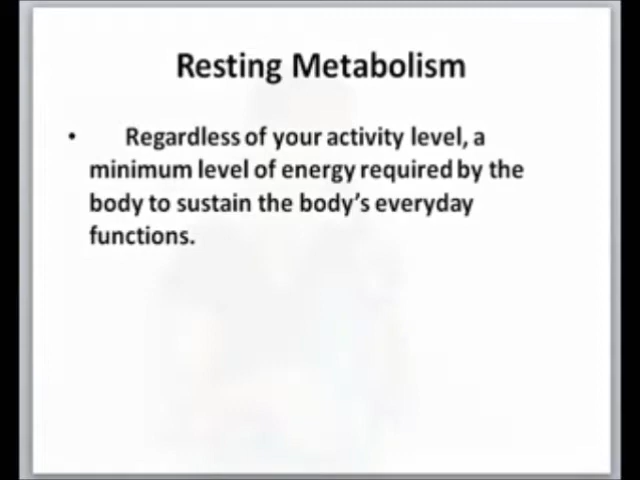 Resting Metabolism
• Regardless of your activity level, a
minimum level of energy required by the
body to sustain the body's everyday
functions.